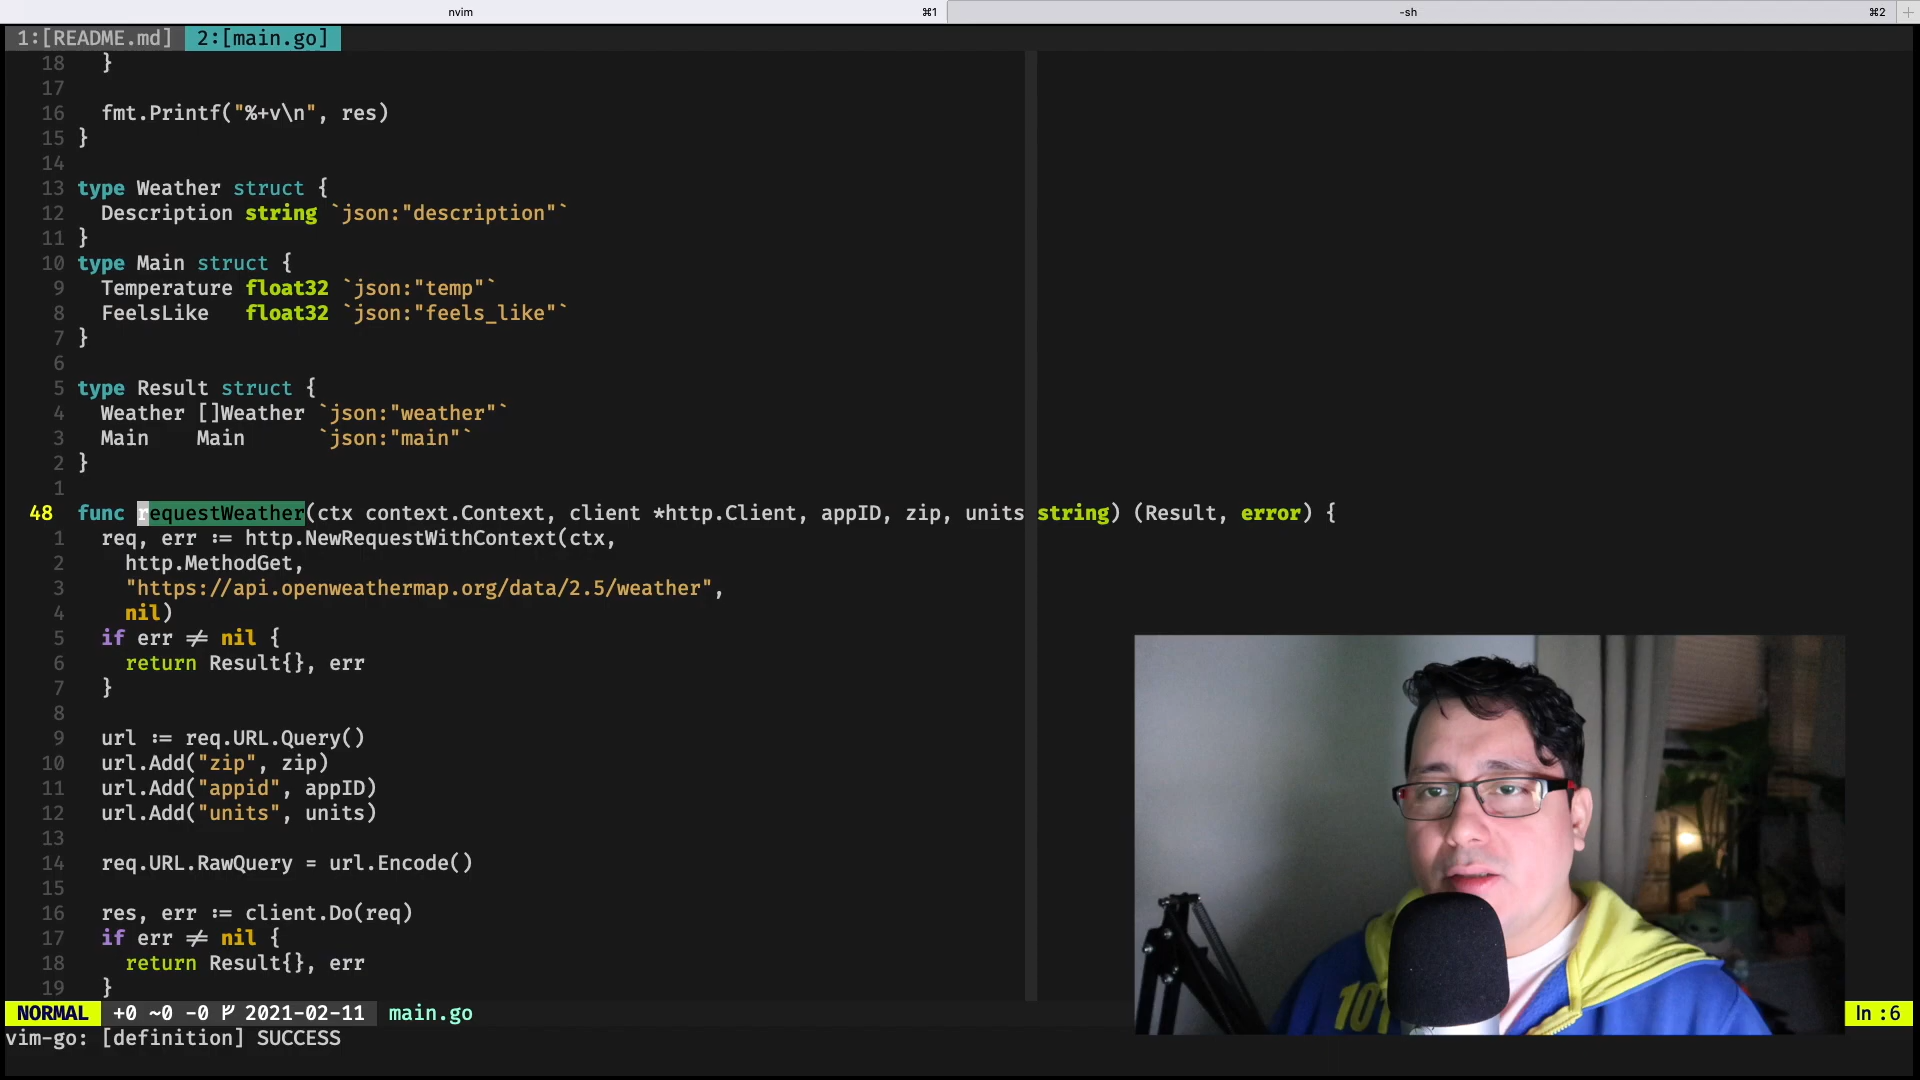 nvim ⌘1 -sh ⌘2 +
1:[README.md] 2:[main.go]
18   }
17
16   fmt.Printf("%+v\n", res)
15 }
14
13 type Weather struct {
12   Description string `json:"description"`
11 }
10 type Main struct {
9   Temperature float32 `json:"temp"`
8   FeelsLike   float32 `json:"feels_like"`
7 }
6
5 type Result struct {
4   Weather []Weather `json:"weather"`
3   Main    Main      `json:"main"`
2 }
1
48 func requestWeather(ctx context.Context, client *http.Client, appID, zip, units string) (Result, error) {
1   req, err := http.NewRequestWithContext(ctx,
2     http.MethodGet,
3     "https://api.openweathermap.org/data/2.5/weather",
4     nil)
5   if err ≠ nil {
6     return Result{}, err
7   }
8
9   url := req.URL.Query()
10   url.Add("zip", zip)
11   url.Add("appid", appID)
12   url.Add("units", units)
13
14   req.URL.RawQuery = url.Encode()
15
16   res, err := client.Do(req)
17   if err ≠ nil {
18     return Result{}, err
19   }
101
NORMAL +0 ~0 -0 2021-02-11 main.go ln :6
vim-go: [definition] SUCCESS